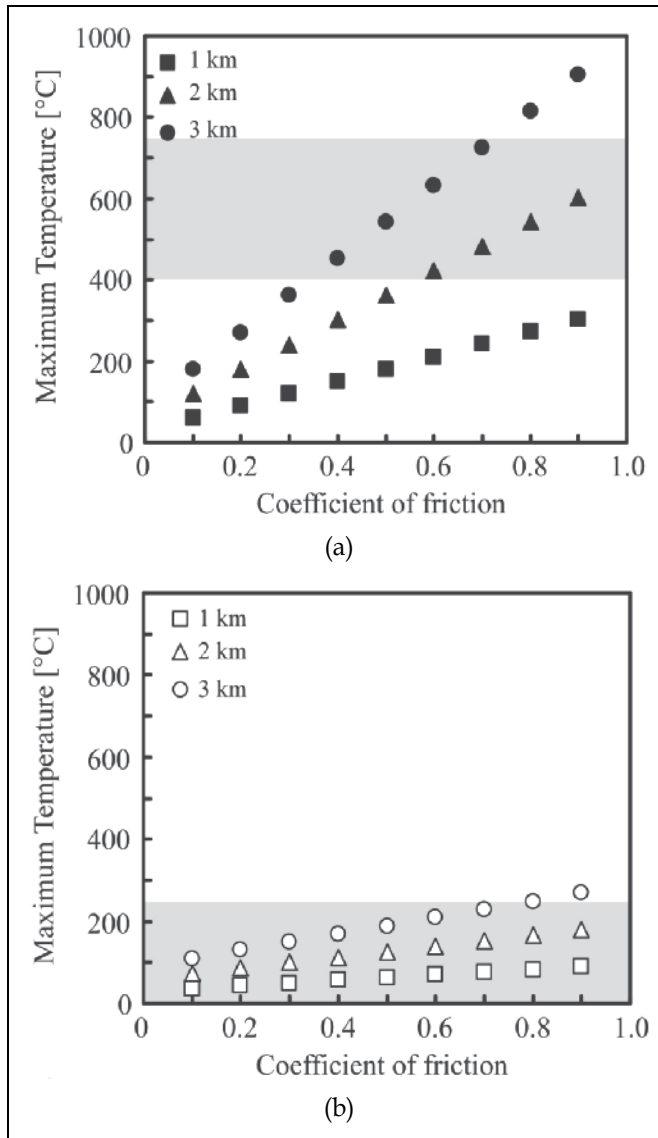 1000
800
600
400
200
0
Maximum Temperature [°C]
1 km
2 km
3 km
0 0.2 0.4 0.6 0.8 1.0
Coefficient of friction
(a)
1000
800
600
400
200
0
Maximum Temperature [°C]
1 km
2 km
3 km
0 0.2 0.4 0.6 0.8 1.0
Coefficient of friction
(b)